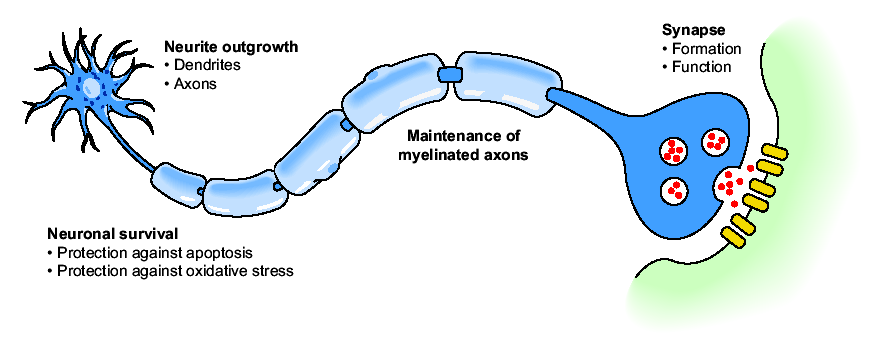 Neurite outgrowth
• Dendrites
• Axons
Synapse
• Formation
• Function
Maintenance of
myelinated axons
Neuronal survival
• Protection against apoptosis
• Protection against oxidative stress